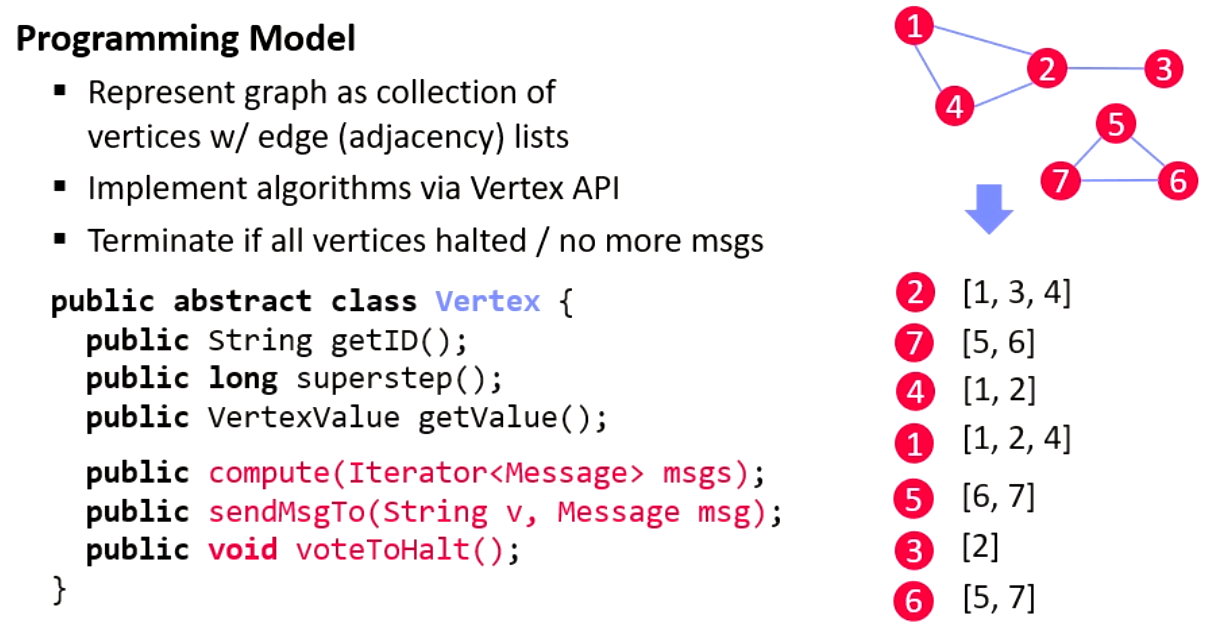 Programming Model
▪ Represent graph as collection of
vertices w/ edge (adjacency) lists
▪ Implement algorithms via Vertex API
▪ Terminate if all vertices halted / no more msgs
public abstract class Vertex {
public String getID();
public long superstep();
public VertexValue getValue();
public compute(Iterator<Message> msgs);
public sendMsgTo(String v, Message msg);
public void voteToHalt();
}
1
2
3
4
5
7
6
2 [1, 3, 4]
7 [5, 6]
4 [1, 2]
1 [1, 2, 4]
5 [6, 7]
3 [2]
6 [5, 7]